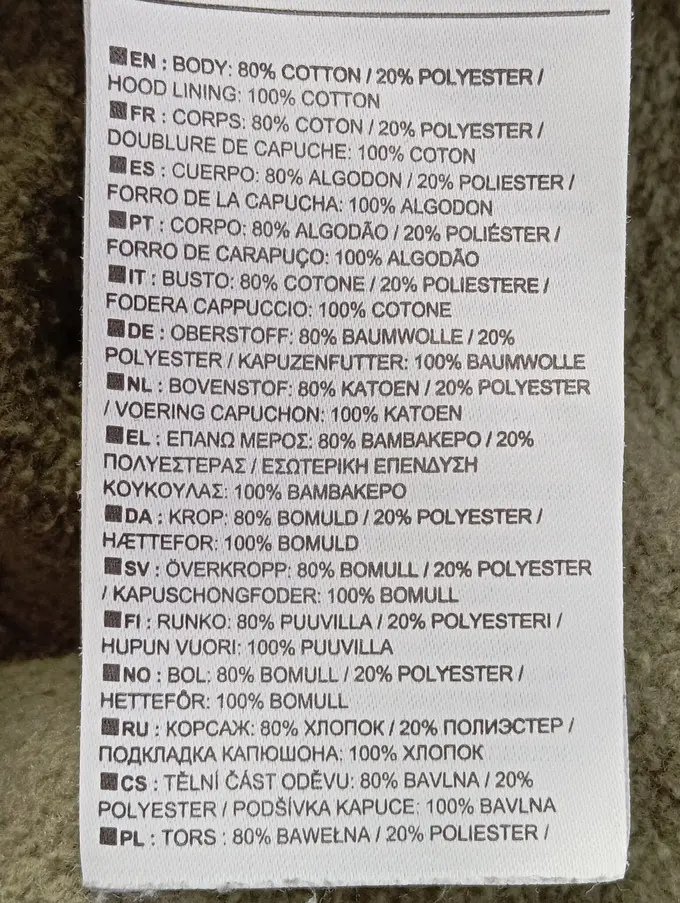 EN : BODY: 80% COTTON / 20% POLYESTER /
HOOD LINING: 100% COTTON
FR : CORPS: 80% COTON / 20% POLYESTER /
DOUBLURE DE CAPUCHE: 100% COTON
ES : CUERPO: 80% ALGODON / 20% POLIESTER /
FORRO DE LA CAPUCHA: 100% ALGODON
PT : CORPO: 80% ALGODÃO / 20% POLIÉSTER /
FORRO DE CARAPUÇO: 100% ALGODÃO
IT : BUSTO: 80% COTONE / 20% POLIESTERE /
FODERA CAPPUCCIO: 100% COTONE
DE : OBERSTOFF: 80% BAUMWOLLE / 20%
POLYESTER / KAPUZENFUTTER: 100% BAUMWOLLE
NL : BOVENSTOF: 80% KATOEN / 20% POLYESTER
/ VOERING CAPUCHON: 100% KATOEN
EL : ΕΠΑΝΩ ΜΕΡΟΣ: 80% ΒΑΜΒΑΚΕΡΟ / 20%
ΠΟΛΥΕΣΤΕΡΑΣ / ΕΣΩΤΕΡΙΚΗ ΕΠΕΝΔΥΣΗ
ΚΟΥΚΟΥΛΑΣ: 100% ΒΑΜΒΑΚΕΡΟ
DA : KROP: 80% BOMULD / 20% POLYESTER /
HÆTTEFOR: 100% BOMULD
SV : ÖVERKROPP: 80% BOMULL / 20% POLYESTER
/ KAPUSCHONGFODER: 100% BOMULL
FI : RUNKO: 80% PUUVILLA / 20% POLYESTERI /
HUPUN VUORI: 100% PUUVILLA
NO : BOL: 80% BOMULL / 20% POLYESTER /
HETTEFÔR: 100% BOMULL
RU : КОРСАЖ: 80% ХЛОПОК / 20% ПОЛИЭСТЕР /
ПОДКЛАДКА КАПЮШОНА: 100% ХЛОПОК
CS : TĚLNÍ ČÁST ODĚVU: 80% BAVLNA / 20%
POLYESTER / PODŠÍVKA KAPUCE: 100% BAVLNA
PL : TORS : 80% BAWEŁNA / 20% POLIESTER /